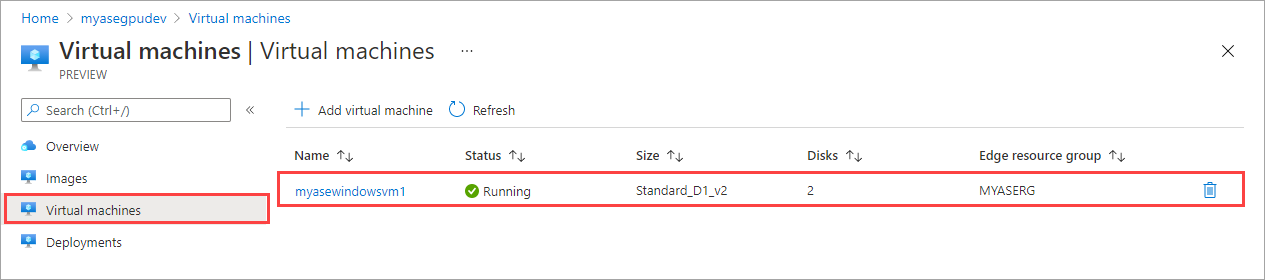 Home > myasegpudev > Virtual machines
Virtual machines | Virtual machines ...
PREVIEW
Search (Ctrl+/) «
Add virtual machine Refresh
Overview
Images
Virtual machines
Deployments
Name Status Size Disks Edge resource group
myasewindowsvm1 Running Standard_D1_v2 2 MYASERG